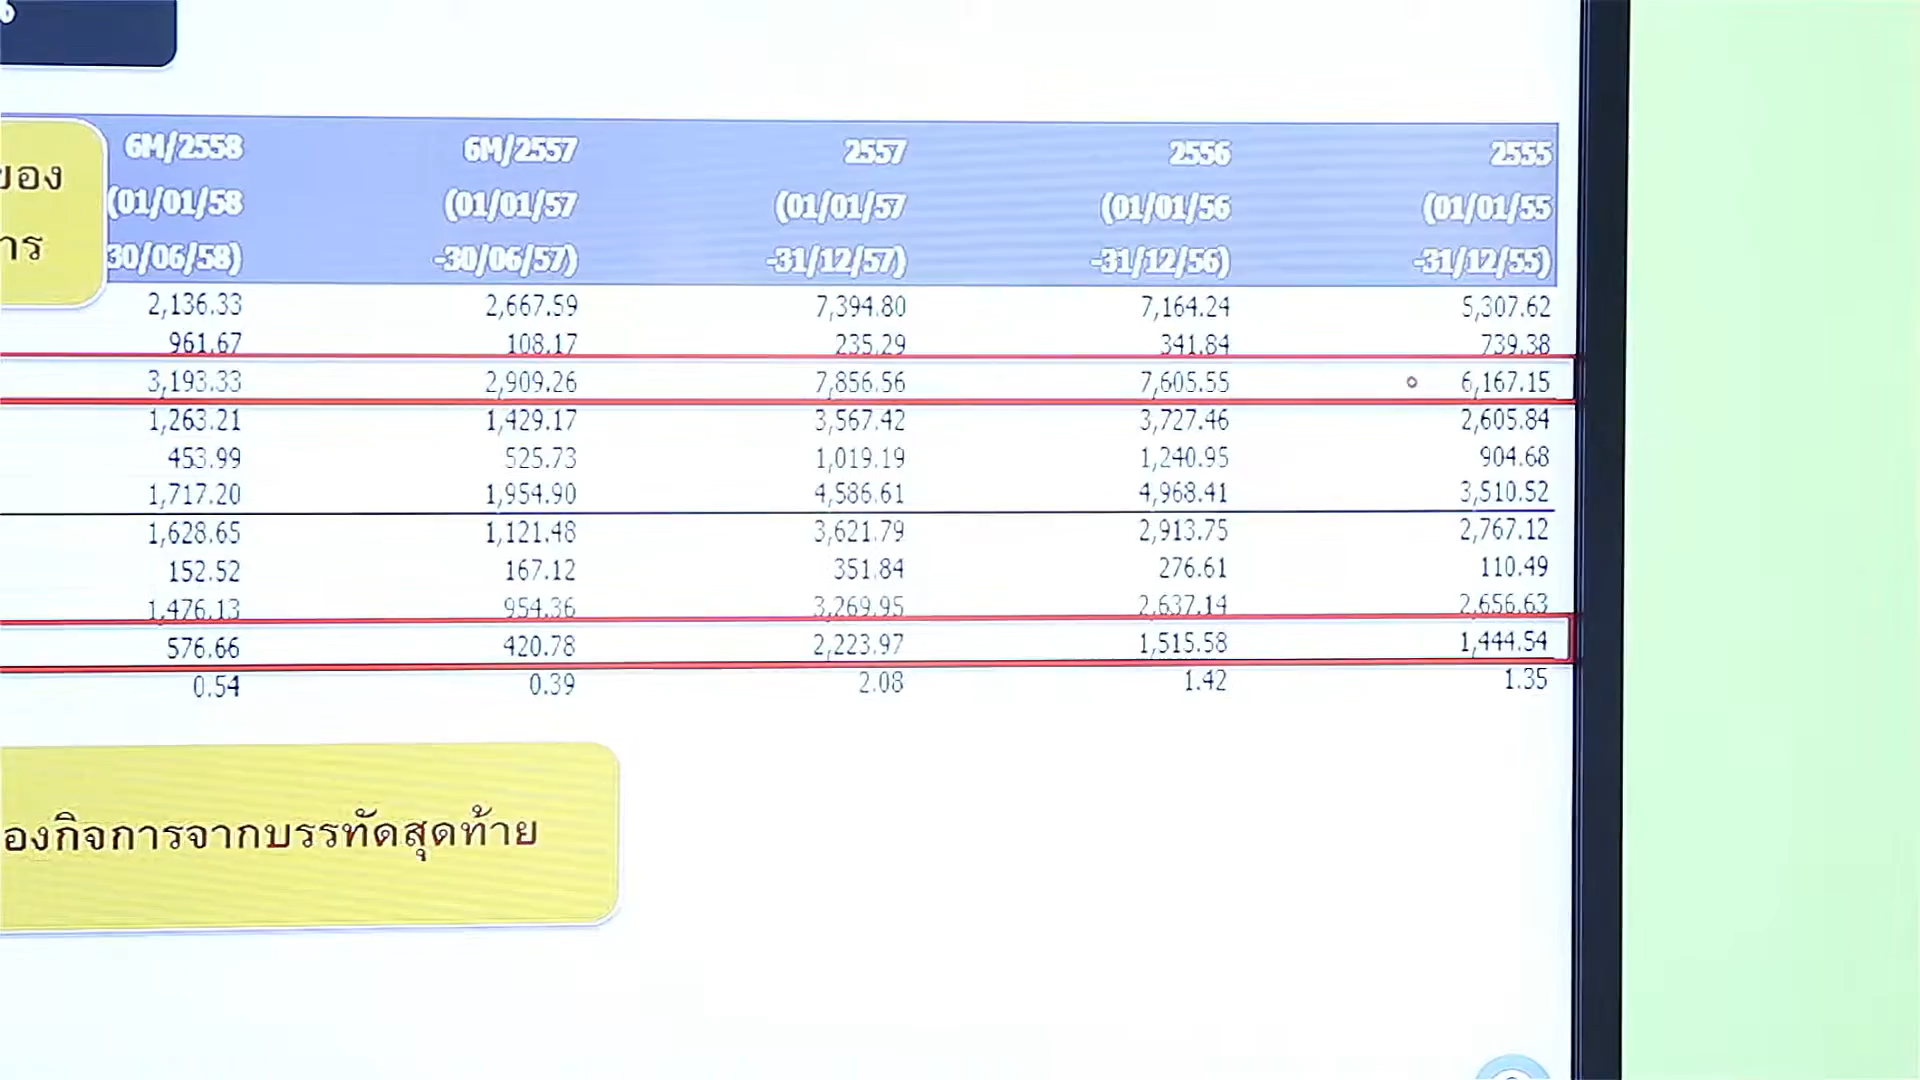 6M/2558 6M/2557 2557 2556 2555
(01/01/58 (01/01/57 (01/01/57 (01/01/56 (01/01/55
30/06/58) -30/06/57) -31/12/57) -31/12/56) -31/12/55)
ของ
าร
2,136.33 2,667.59 7,394.80 7,164.24 5,307.62
961.67 108.17 235.29 341.84 739.38
3,193.33 2,909.26 7,856.56 7,605.55 6,167.15
1,263.21 1,429.17 3,567.42 3,727.46 2,605.84
453.99 525.73 1,019.19 1,240.95 904.68
1,717.20 1,954.90 4,586.61 4,968.41 3,510.52
1,628.65 1,121.48 3,621.79 2,913.75 2,767.12
152.52 167.12 351.84 276.61 110.49
1,476.13 954.36 3,269.95 2,637.14 2,656.63
576.66 420.78 2,223.97 1,515.58 1,444.54
0.54 0.39 2.08 1.42 1.35
องกิจการจากบรรทัดสุดท้าย